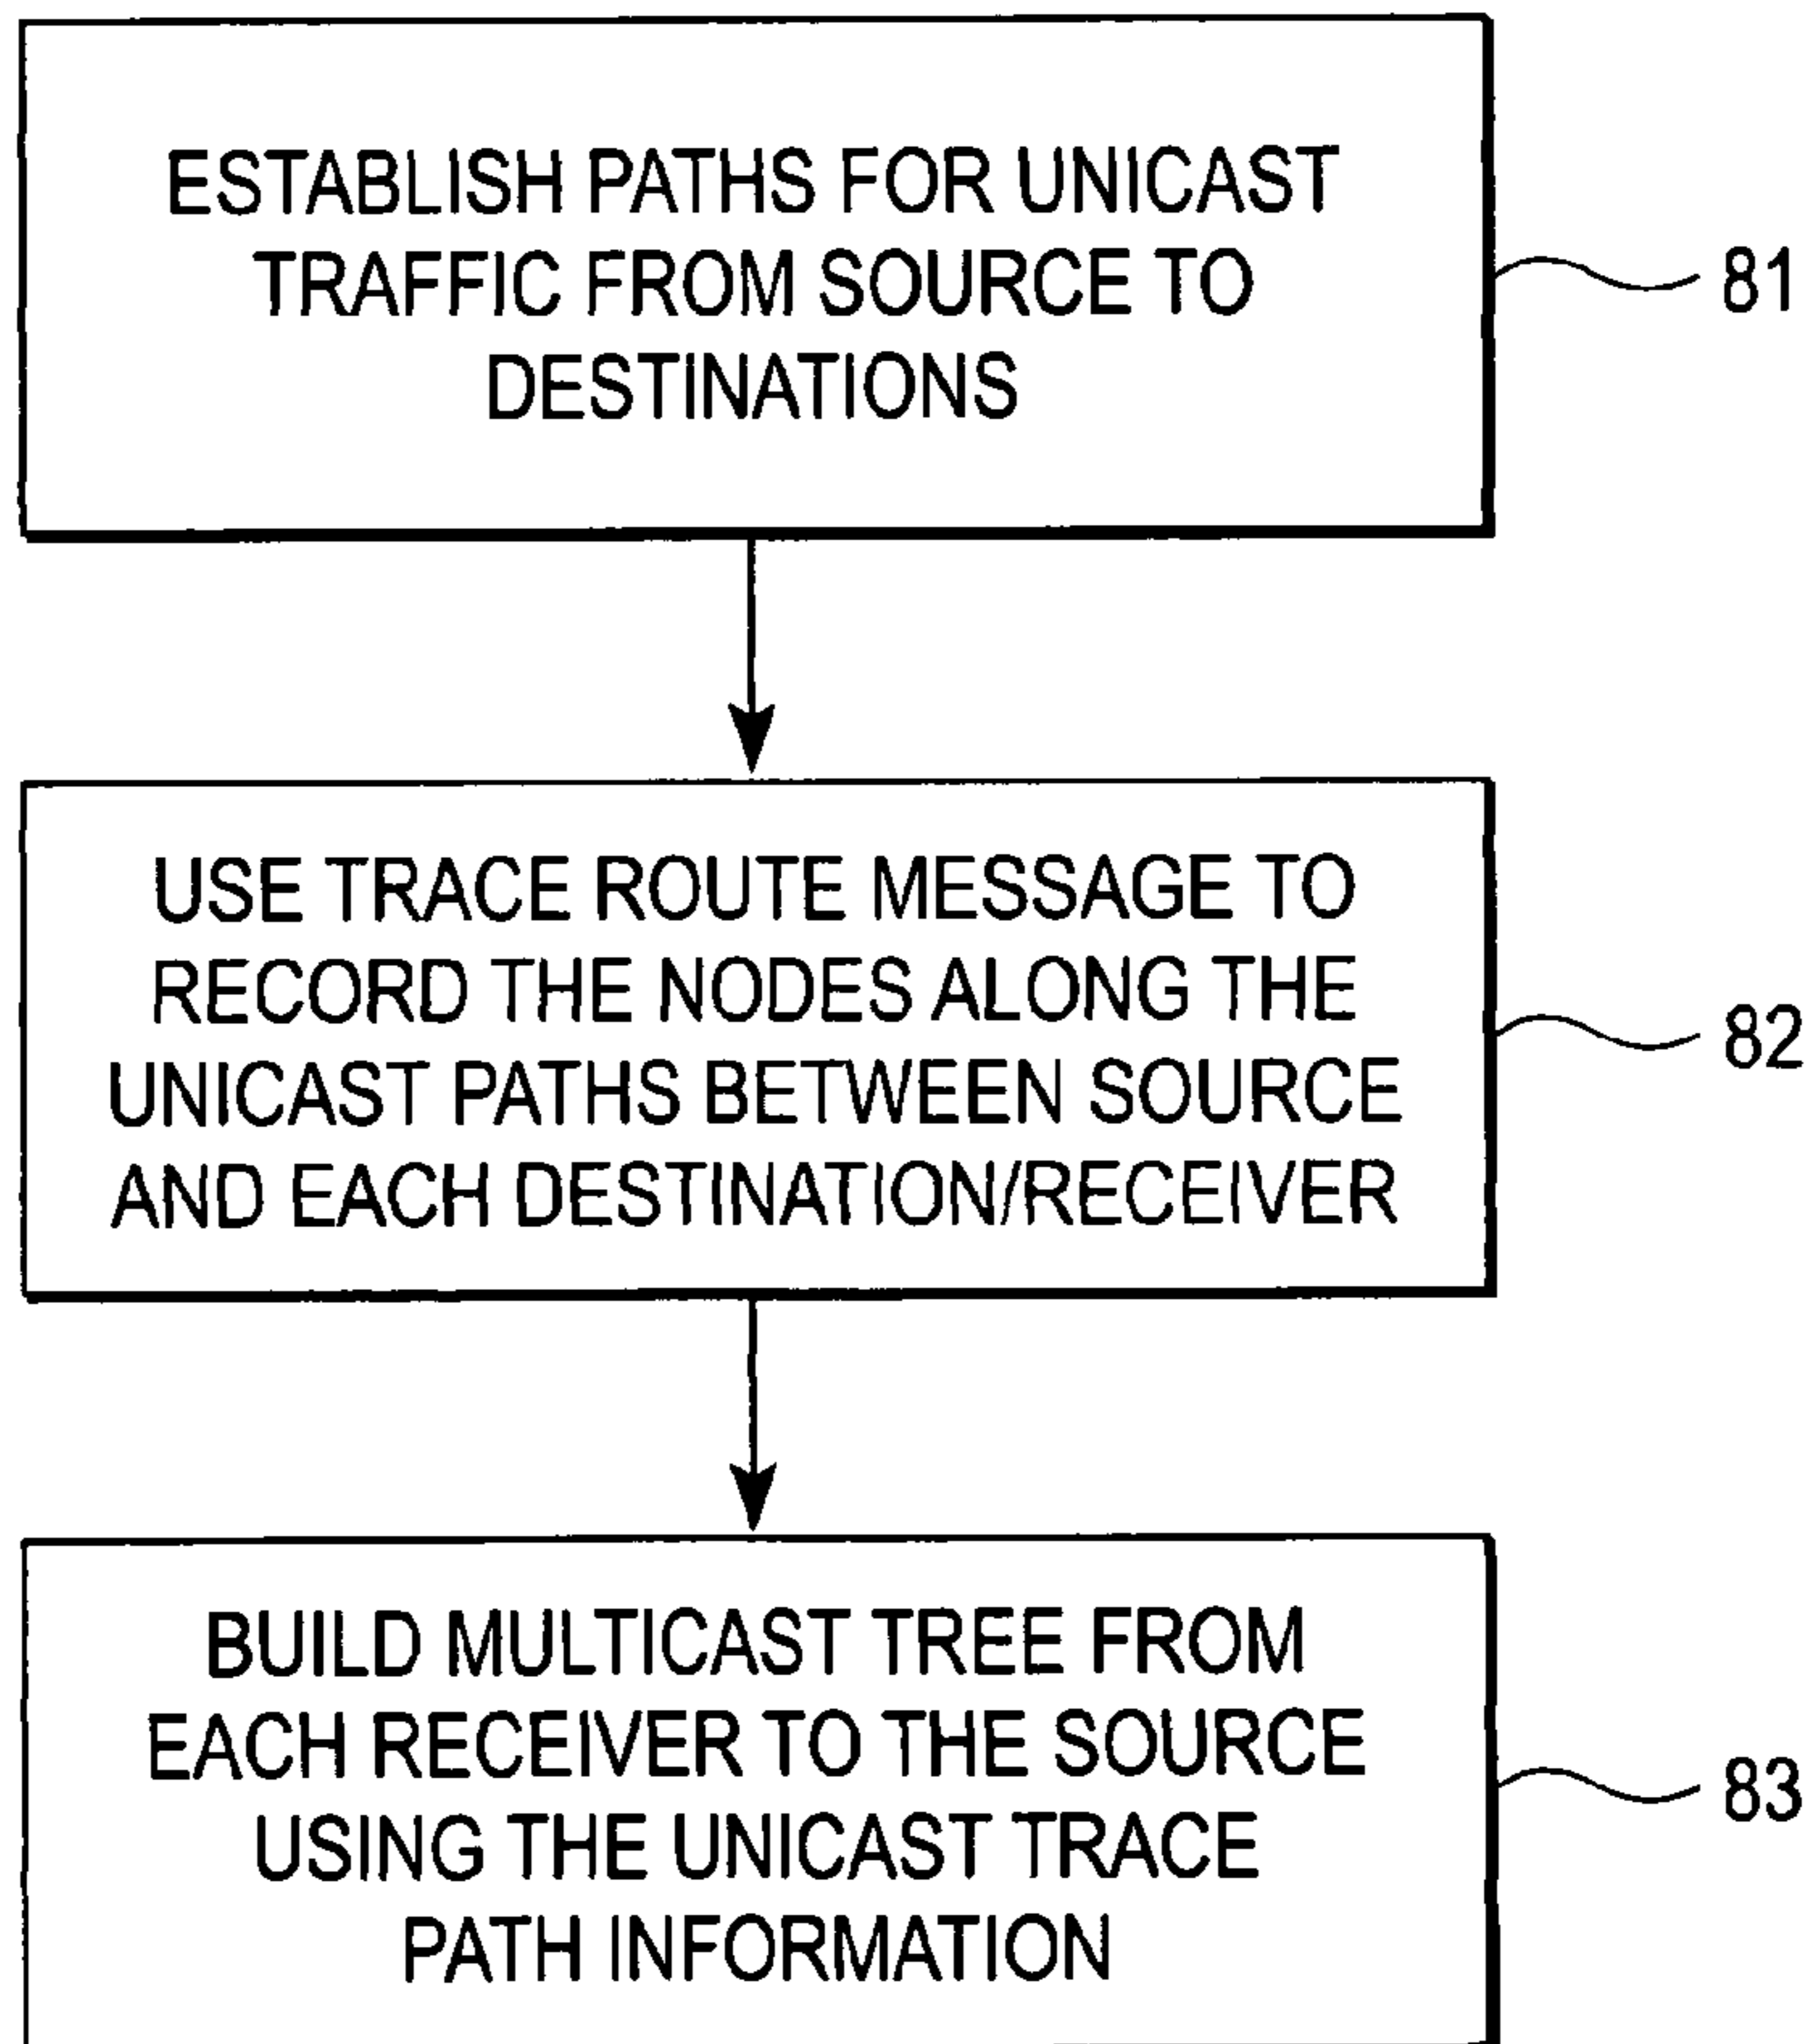 ESTABLISH PATHS FOR UNICAST
TRAFFIC FROM SOURCE TO
DESTINATIONS
81
USE TRACE ROUTE MESSAGE TO
RECORD THE NODES ALONG THE
UNICAST PATHS BETWEEN SOURCE
AND EACH DESTINATION/RECEIVER
82
BUILD MULTICAST TREE FROM
EACH RECEIVER TO THE SOURCE
USING THE UNICAST TRACE
PATH INFORMATION
83